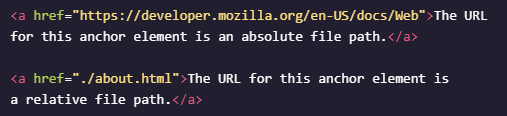 <a href="https://developer.mozilla.org/en-US/docs/Web">The URL
for this anchor element is an absolute file path.</a>
<a href="./about.html">The URL for this anchor element is
a relative file path.</a>